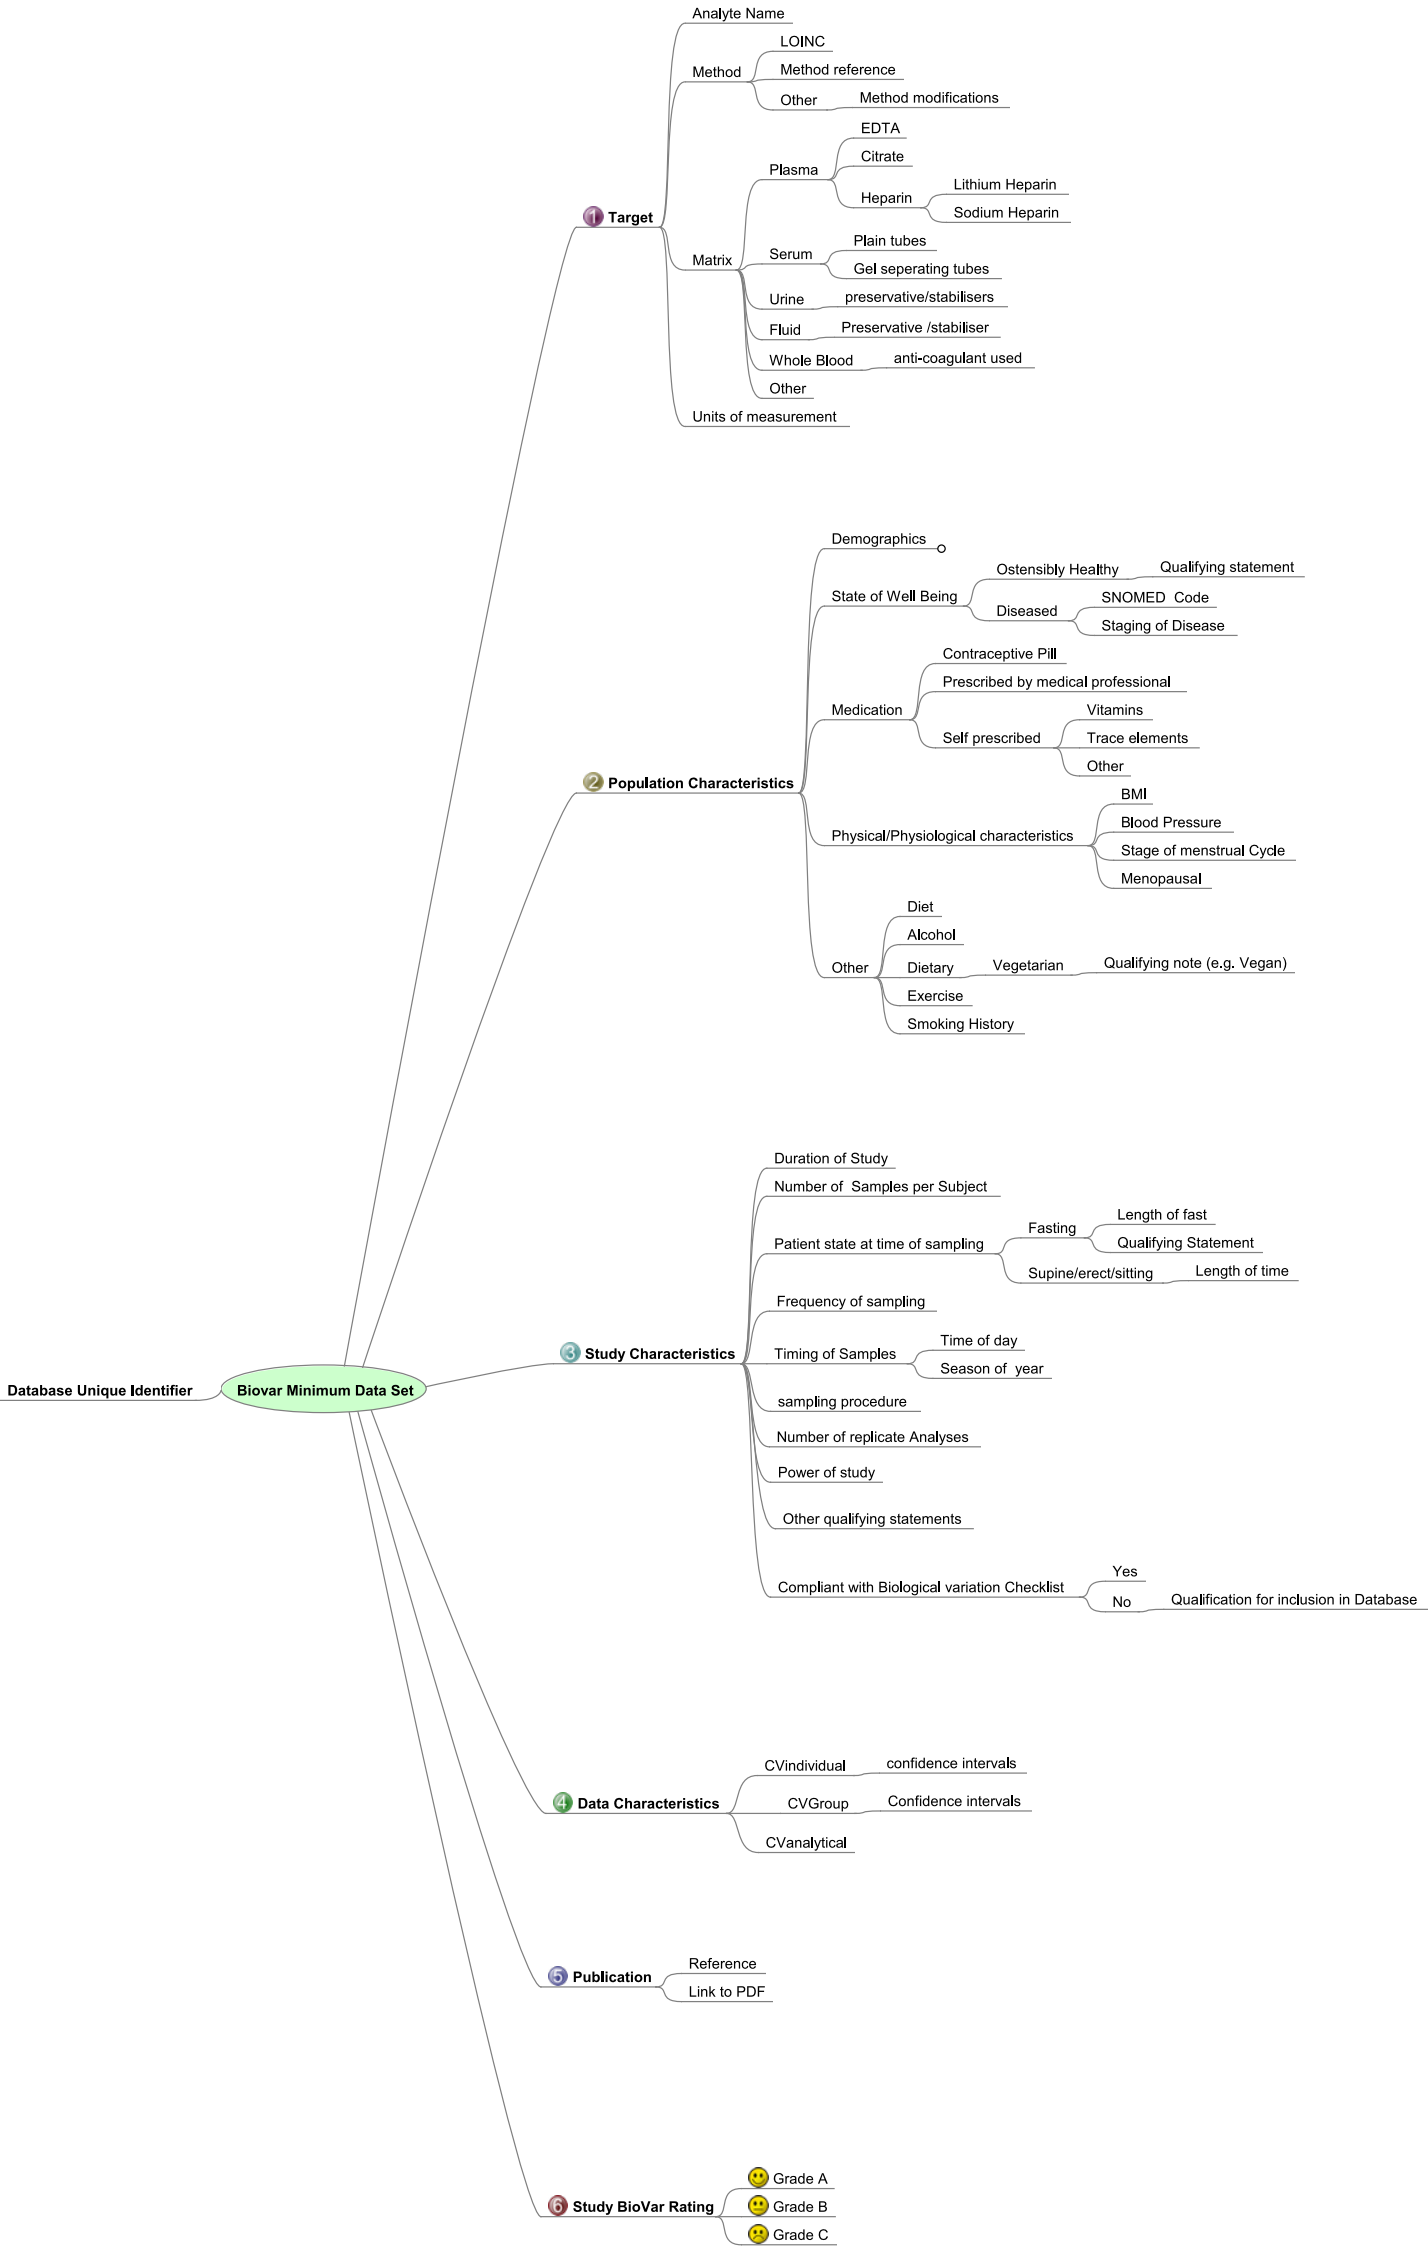 Analyte Name
LOINC
Method
Method reference
Other
Method modifications
EDTA
Citrate
Plasma
Heparin
Lithium Heparin
Sodium Heparin
1 Target
Plain tubes
Matrix
Serum
Gel seperating tubes
Urine
preservative/stabilisers
Fluid
Preservative /stabiliser
Whole Blood
anti-coagulant used
Other
Units of measurement
Demographics
Ostensibly Healthy
Qualifying statement
State of Well Being
SNOMED  Code
Diseased
Staging of Disease
Contraceptive Pill
Prescribed by medical professional
Medication
Vitamins
Self prescribed
Trace elements
Other
2 Population Characteristics
BMI
Blood Pressure
Physical/Physiological characteristics
Stage of menstrual Cycle
Menopausal
Diet
Alcohol
Other
Dietary
Vegetarian
Qualifying note (e.g. Vegan)
Exercise
Smoking History
Duration of Study
Number of  Samples per Subject
Length of fast
Fasting
Patient state at time of sampling
Qualifying Statement
Supine/erect/sitting
Length of time
Frequency of sampling
Time of day
3 Study Characteristics
Timing of Samples
Season of  year
Database Unique Identifier
Biovar Minimum Data Set
sampling procedure
Number of replicate Analyses
Power of study
Other qualifying statements
Yes
Compliant with Biological variation Checklist
No
Qualification for inclusion in Database
CVindividual
confidence intervals
4 Data Characteristics
CVGroup
Confidence intervals
CVanalytical
Reference
5 Publication
Link to PDF
Grade A
6 Study BioVar Rating
Grade B
Grade C